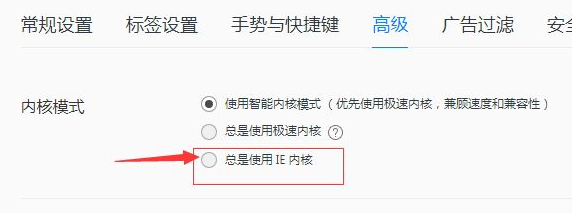 常规设置 标签设置 手势与快捷键 高级 广告过滤 安全
内核模式
使用智能内核模式（优先使用极速内核，兼顾速度和兼容性）
总是使用极速内核 ?
总是使用 IE 内核